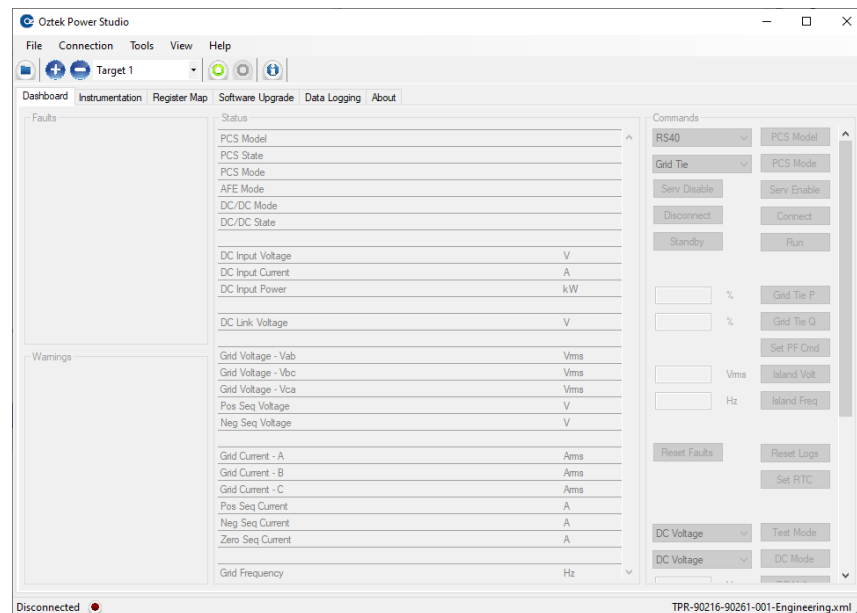 Oztek Power Studio
File Connection Tools View Help
Target 1
Dashboard Instrumentation Register Map Software Upgrade Data Logging About
Faults
Warnings
Status
PCS Model
PCS State
PCS Mode
AFE Mode
DC/DC Mode
DC/DC State
DC Input Voltage V
DC Input Current A
DC Input Power kW
DC Link Voltage V
Grid Voltage - Vab Vrms
Grid Voltage - Vbc Vrms
Grid Voltage - Vca Vrms
Pos Seq Voltage V
Neg Seq Voltage V
Grid Current - A Arms
Grid Current - B Arms
Grid Current - C Arms
Pos Seq Current A
Neg Seq Current A
Zero Seq Current A
Grid Frequency Hz
Commands
RS40 PCS Model
Grid Tie PCS Mode
Serv Disable Serv Enable
Disconnect Connect
Standby Run
% Grid Tie P
% Grid Tie Q
Set PF Cmd
Vrms Island Volt
Hz Island Freq
Reset Faults Reset Logs
Set RTC
DC Voltage Test Mode
DC Voltage DC Mode
Disconnected TPR-90216-90261-001-Engineering.xml